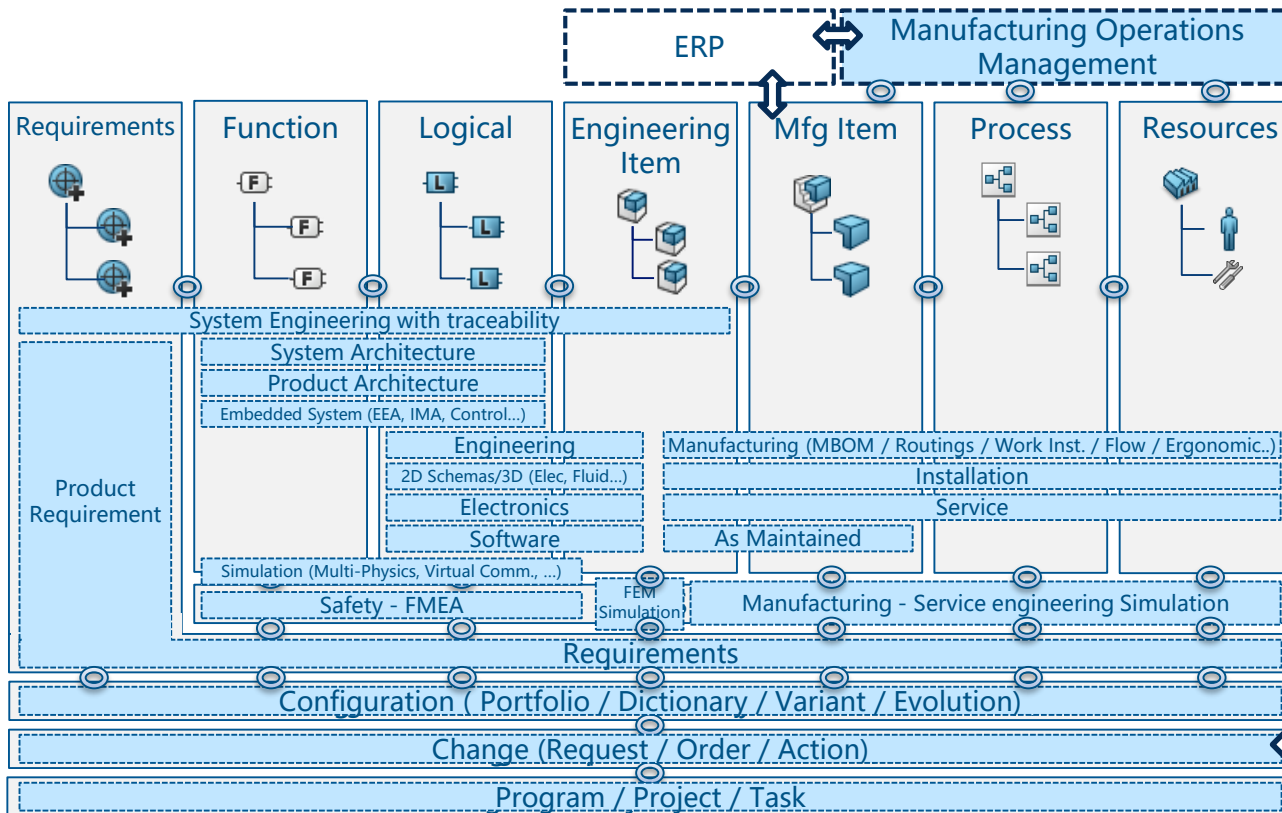 ERP
Manufacturing Operations
Management
Requirements
Function
Logical
Engineering
Item
Mfg Item
Process
Resources
F
F
F
L
L
L
System Engineering with traceability
System Architecture
Product Architecture
Embedded System (EEA, IMA, Control...)
Engineering
Manufacturing (MBOM / Routings / Work Inst. / Flow / Ergonomic..)
2D Schemas/3D (Elec, Fluid...)
Installation
Product
Requirement
Electronics
Service
Software
As Maintained
Simulation (Multi-Physics, Virtual Comm., ...)
Safety - FMEA
FEM
Simulation
Manufacturing - Service engineering Simulation
Requirements
Configuration ( Portfolio / Dictionary / Variant / Evolution)
Change (Request / Order / Action)
Program / Project / Task